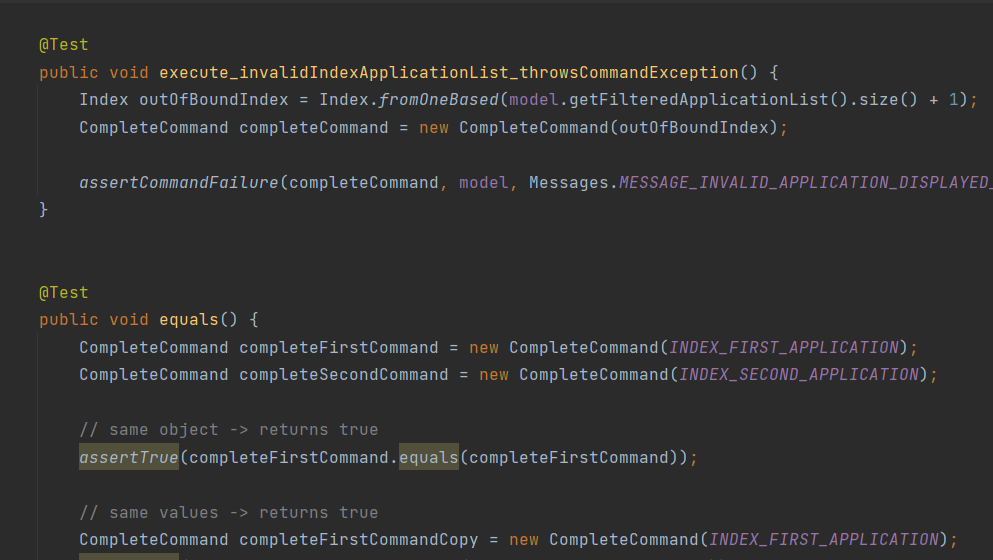 @Test
public void execute_invalidIndexApplicationList_throwsCommandException() {
Index outOfBoundIndex = Index.fromOneBased(model.getFilteredApplicationList().size() + 1);
CompleteCommand completeCommand = new CompleteCommand(outOfBoundIndex);
assertCommandFailure(completeCommand, model, Messages.MESSAGE_INVALID_APPLICATION_DISPLAYED_
}
@Test
public void equals() {
CompleteCommand completeFirstCommand = new CompleteCommand(INDEX_FIRST_APPLICATION);
CompleteCommand completeSecondCommand = new CompleteCommand(INDEX_SECOND_APPLICATION);
// same object -> returns true
assertTrue(completeFirstCommand.equals(completeFirstCommand));
// same values -> returns true
CompleteCommand completeFirstCommandCopy = new CompleteCommand(INDEX_FIRST_APPLICATION);